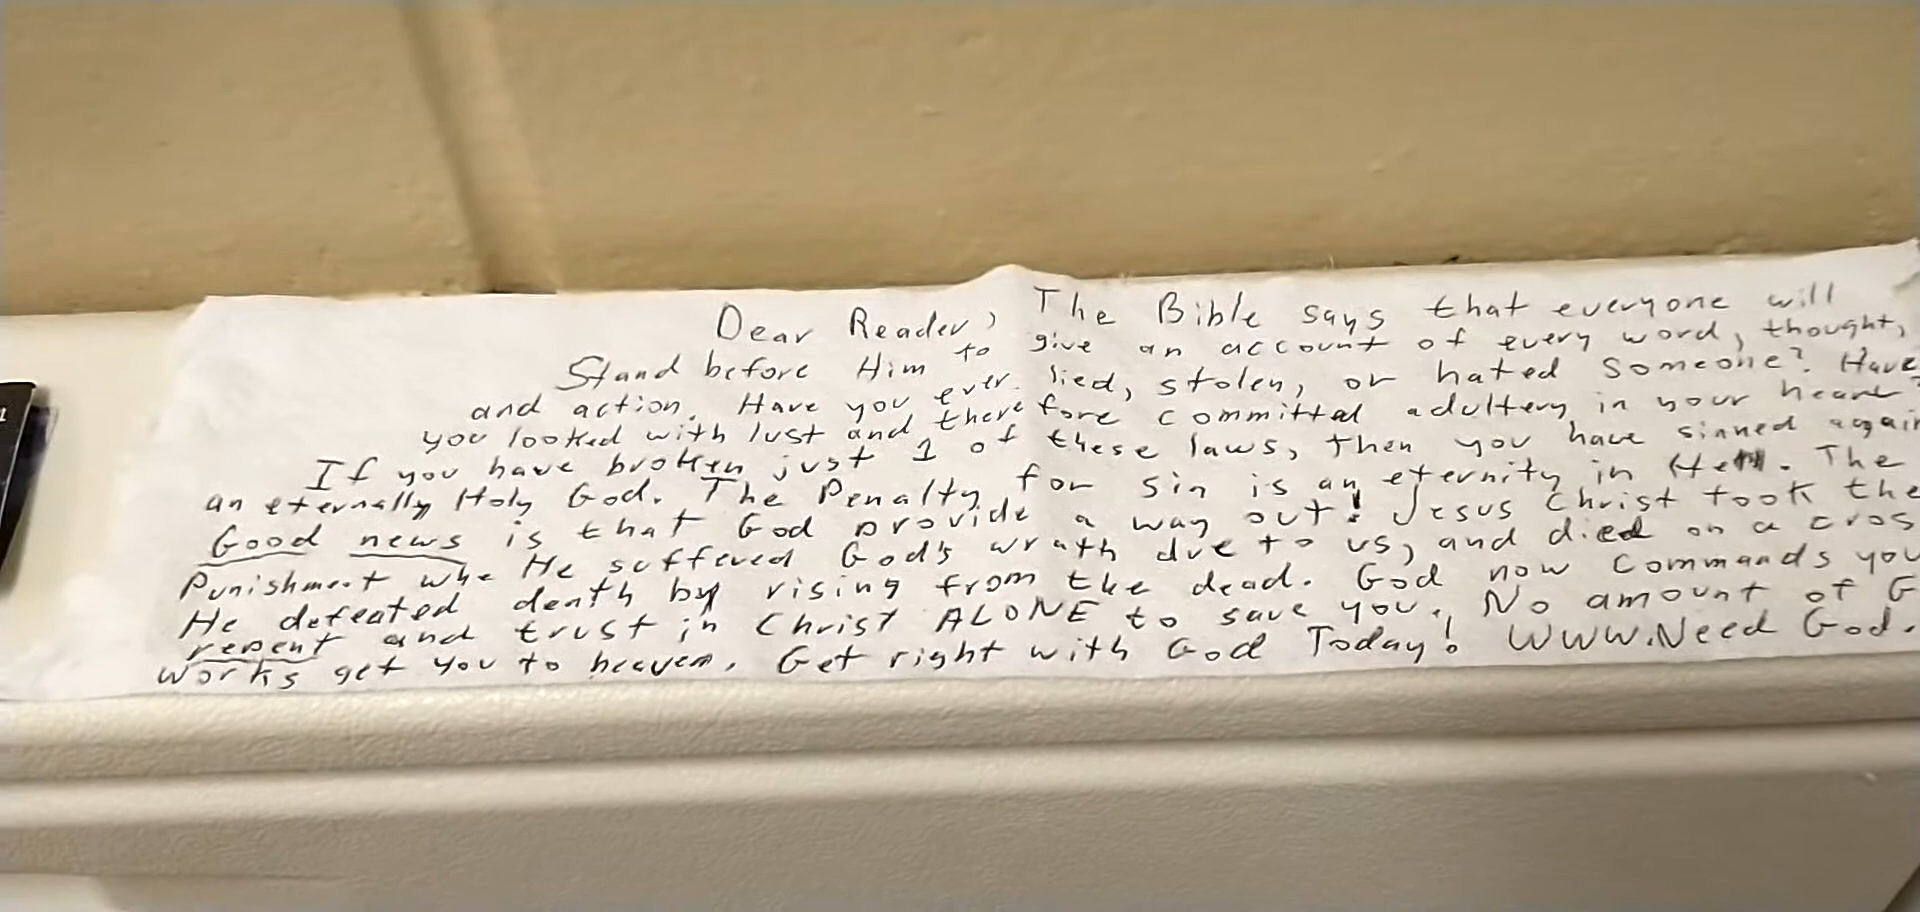 Dear Reader, The Bible says that everyone will
Stand before Him to give an account of every word, thought,
and action. Have you ever lied, stolen, or hated someone? Have
you looked with lust and therefore committed adultery in your heart?
If you have broken just 1 of these laws, then you have sinned again
an eternally Holy God. The Penalty for sin is an eternity in Hell. The
Good news is that God provide a way out! Jesus Christ took the
Punishment whe He suffered God's wrath due to us, and died on a cros
He defeated death by rising from the dead. God now commands you
repent and trust in Christ ALONE to save you. No amount of G
works get you to heaven. Get right with God Today! WWW.Need God.